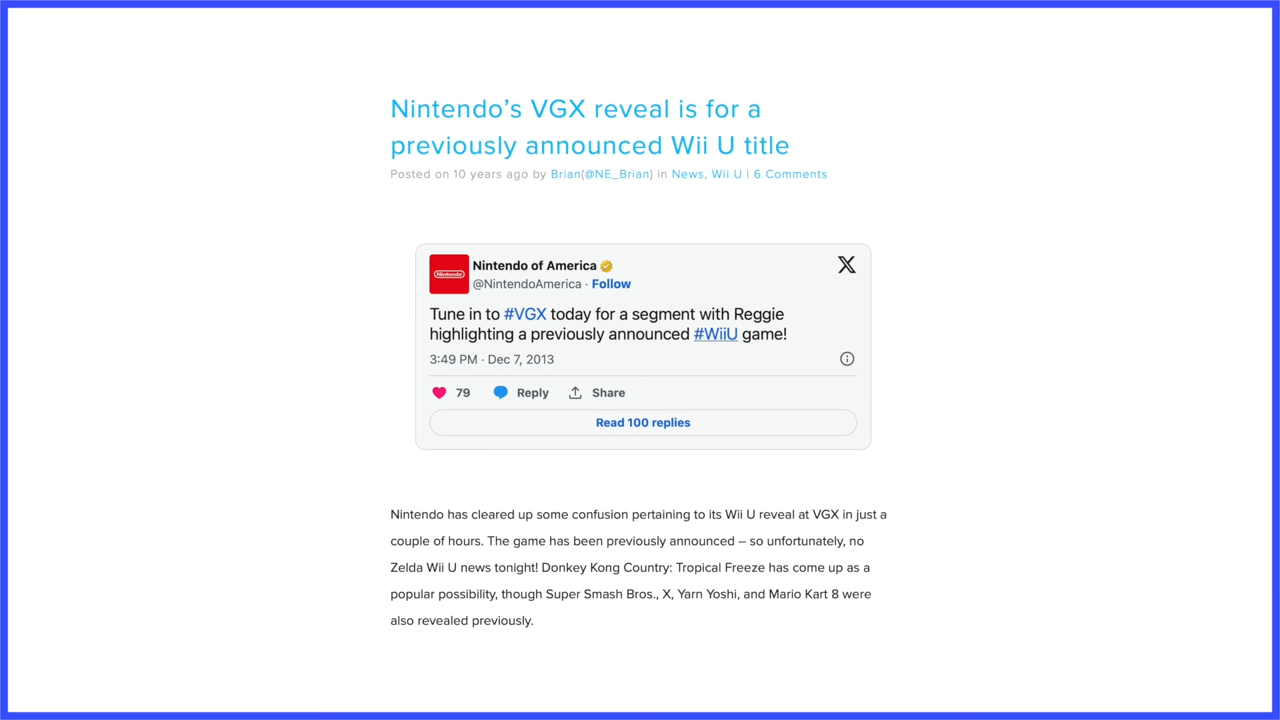 Nintendo’s VGX reveal is for a
previously announced Wii U title
Posted on 10 years ago by Brian(@NE_Brian) in News, Wii U | 6 Comments
Nintendo
Nintendo of America
X
@NintendoAmerica · Follow
Tune in to #VGX today for a segment with Reggie
highlighting a previously announced #WiiU game!
3:49 PM · Dec 7, 2013
79 Reply Share
Read 100 replies
Nintendo has cleared up some confusion pertaining to its Wii U reveal at VGX in just a
couple of hours. The game has been previously announced – so unfortunately, no
Zelda Wii U news tonight! Donkey Kong Country: Tropical Freeze has come up as a
popular possibility, though Super Smash Bros., X, Yarn Yoshi, and Mario Kart 8 were
also revealed previously.